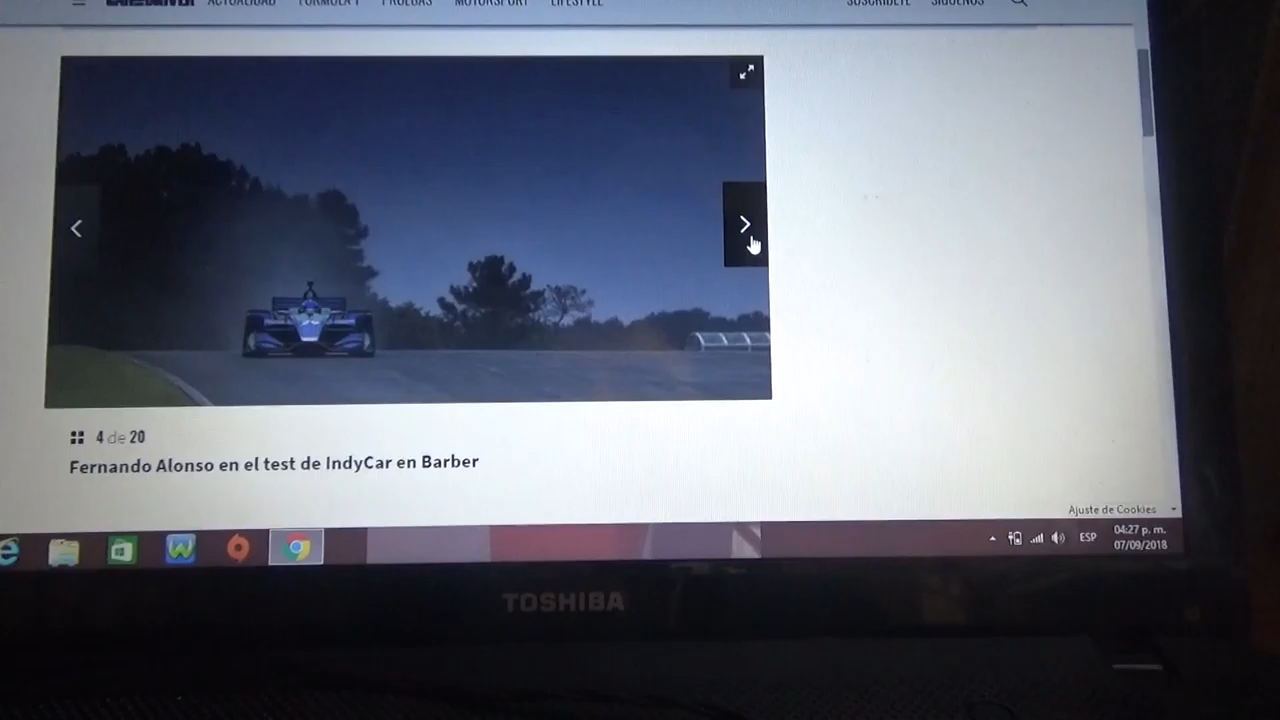 ACTUALIDAD FÓRMULA 1 PRUEBAS MOTORSPORT LIFESTYLE SUSCRÍBETE SÍGUENOS
4 de 20
Fernando Alonso en el test de IndyCar en Barber
Ajuste de Cookies
ESP
04:27 p. m.
07/09/2018
TOSHIBA